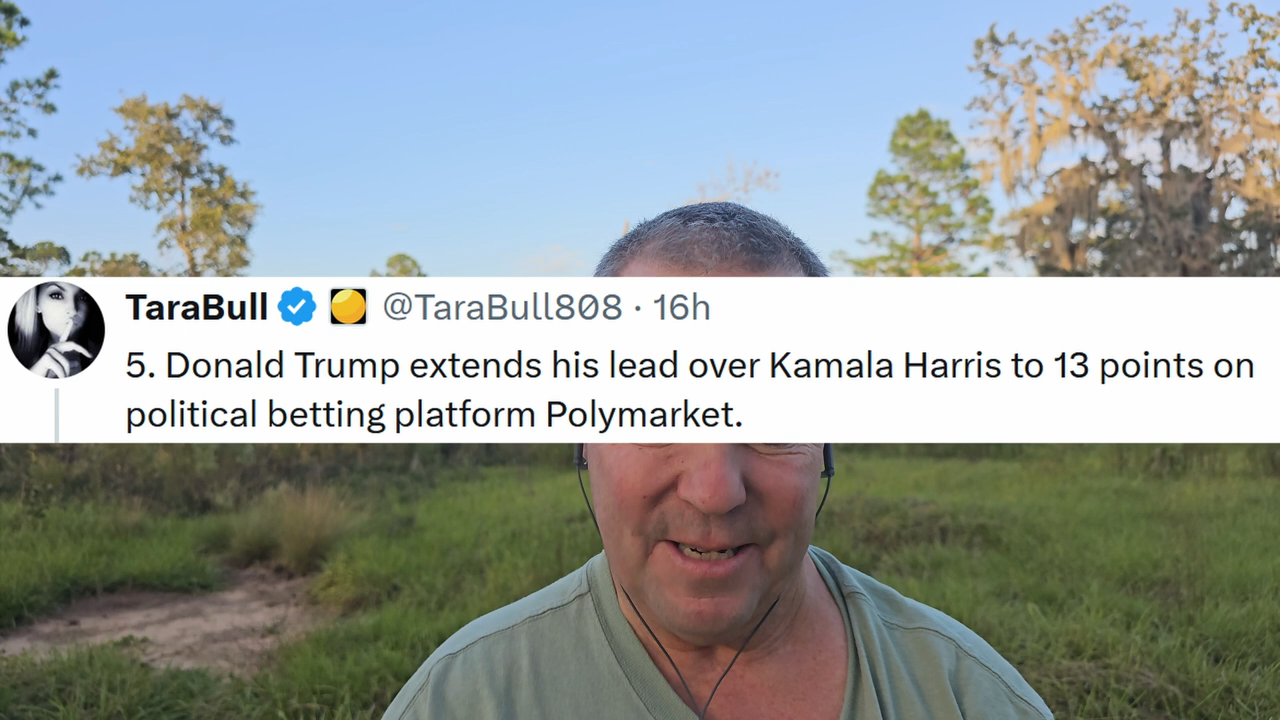 TaraBull @TaraBull808 · 16h
5. Donald Trump extends his lead over Kamala Harris to 13 points on
political betting platform Polymarket.